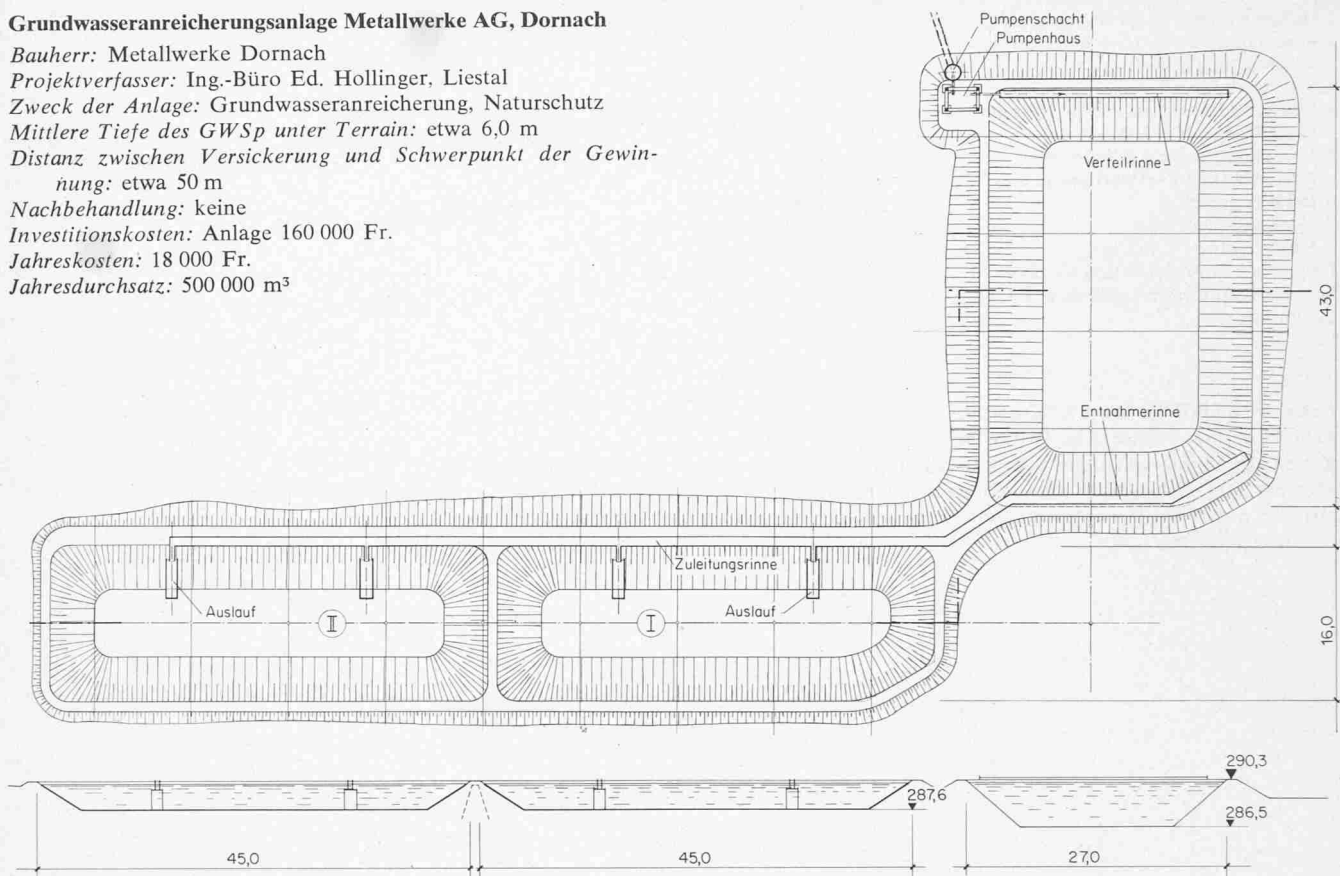 Grundwasseranreicherungsanlage Metallwerke AG, Dornach
Bauherr: Metallwerke Dornach
Projektverfasser: Ing.-Büro Ed. Hollinger, Liestal
Zweck der Anlage: Grundwasseranreicherung, Naturschutz
Mittlere Tiefe des GWSp unter Terrain: etwa 6,0 m
Distanz zwischen Versickerung und Schwerpunkt der Gewin-
nung: etwa 50 m
Nachbehandlung: keine
Investitionskosten: Anlage 160 000 Fr.
Jahreskosten: 18 000 Fr.
Jahresdurchsatz: 500 000 m³
Pumpenschacht
Pumpenhaus
Verteilrinne
43,0
Entnahmerinne
Zuleitungsrinne
Auslauf
II
I
Auslauf
16,0
290,3
287,6
286,5
45,0
45,0
27,0